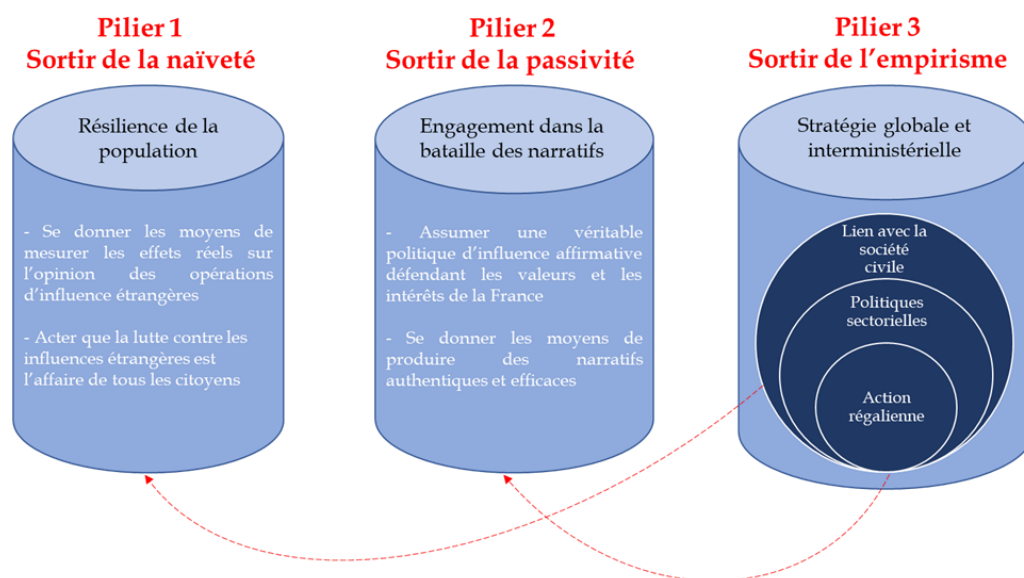 Pilier 1
Sortir de la naïveté
Résilience de la
population
- Se donner les moyens de
mesurer les effets réels sur
l'opinion des opérations
d'influence étrangères
- Acter que la lutte contre les
influences étrangères est
l'affaire de tous les citoyens
Pilier 2
Sortir de la passivité
Engagement dans la
bataille des narratifs
- Assumer une véritable
politique d'influence affirmative
défendant les valeurs et les
intérêts de la France
- Se donner les moyens de
produire des narratifs
authentiques et efficaces
Pilier 3
Sortir de l'empirisme
Stratégie globale et
interministérielle
Lien avec la
société
civile
Politiques
sectorielles
Action
régalienne